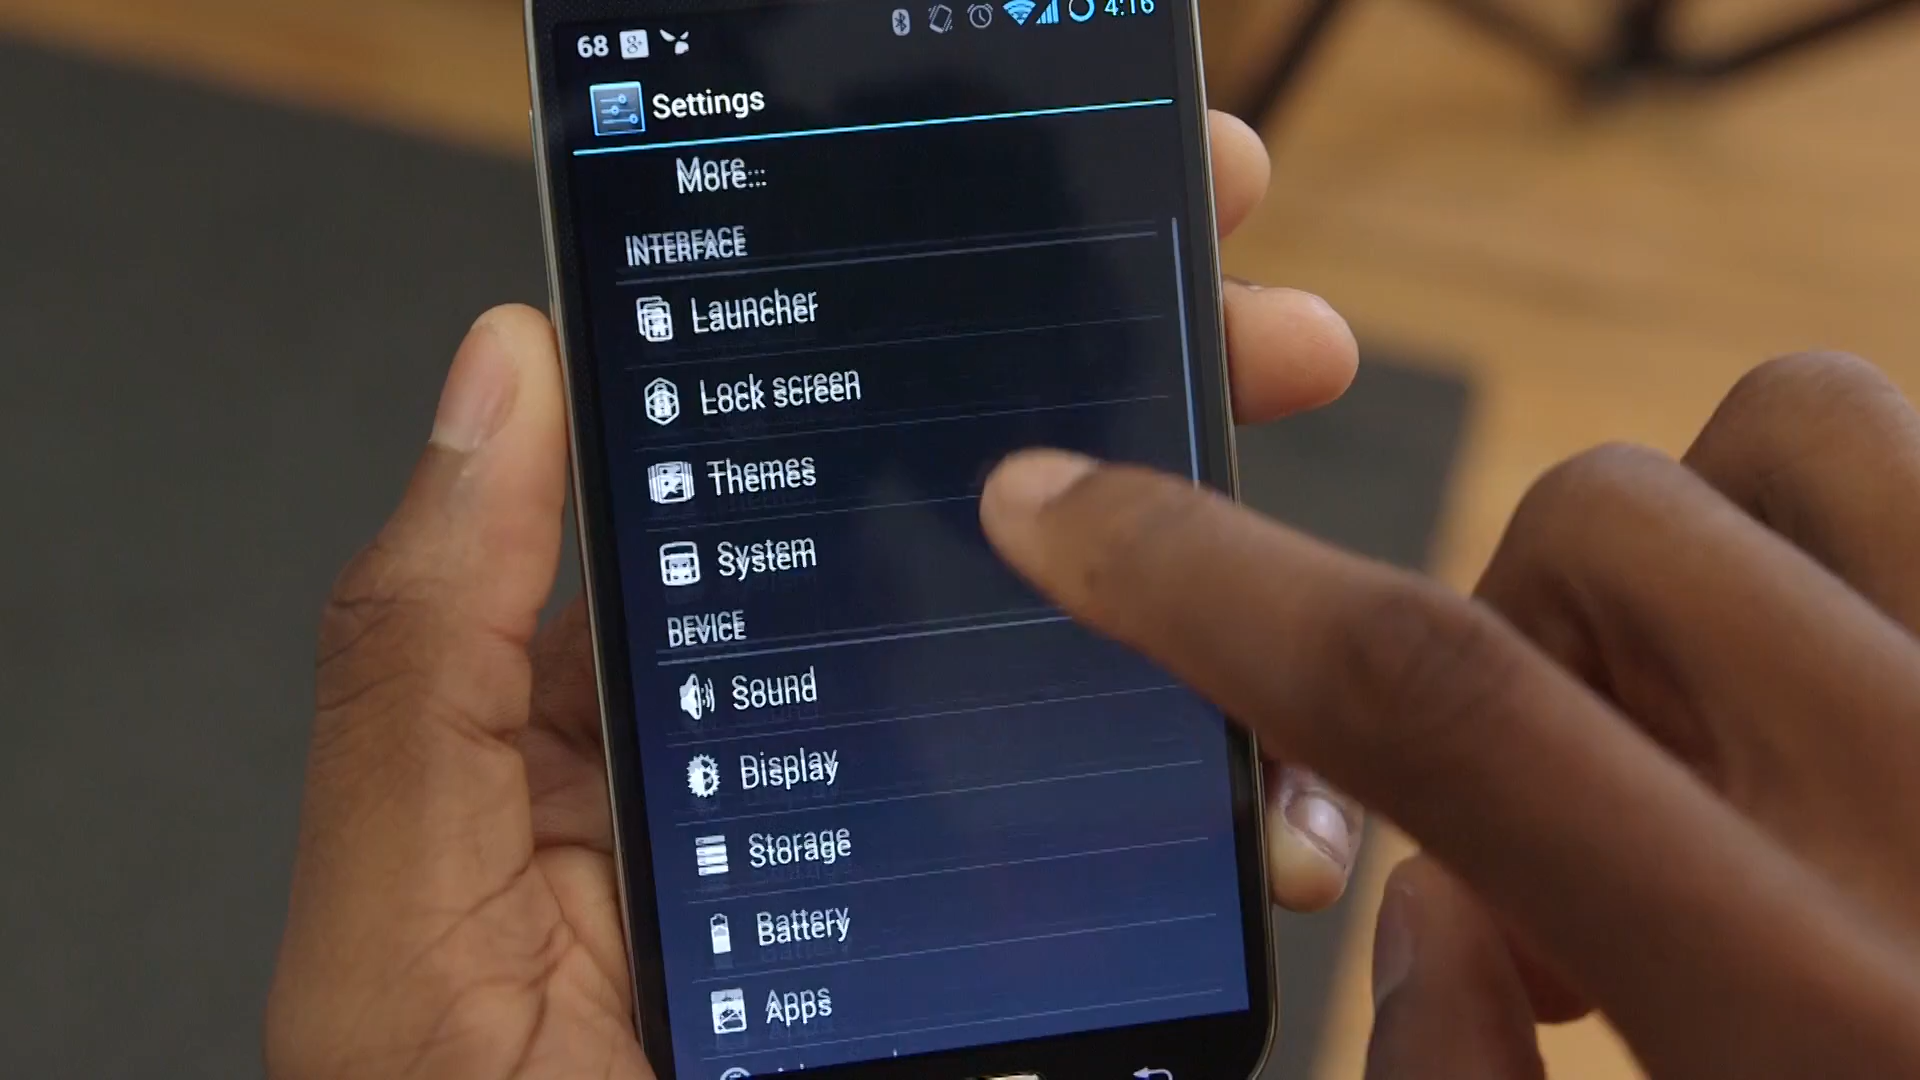 68 g+ 4:16
Settings
More...
INTERFACE
Launcher
Lock screen
Themes
System
DEVICE
Sound
Display
Storage
Battery
Apps